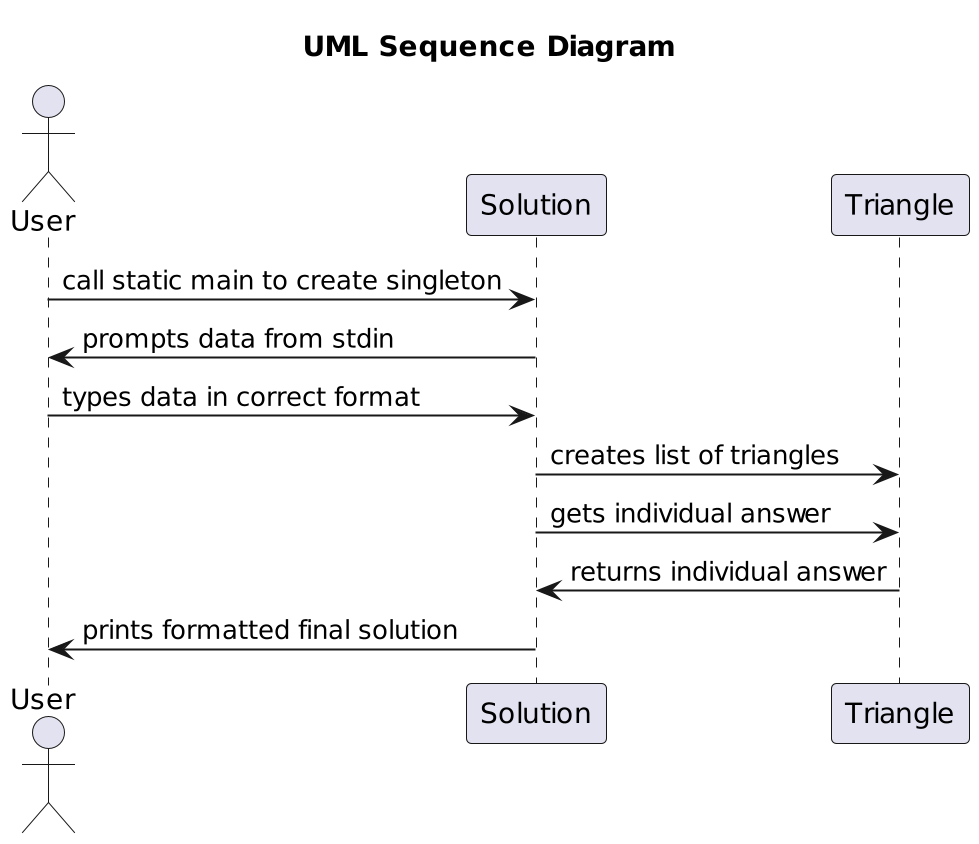 UML Sequence Diagram
User
Solution
Triangle
call static main to create singleton
prompts data from stdin
types data in correct format
creates list of triangles
gets individual answer
returns individual answer
prints formatted final solution
User
Solution
Triangle